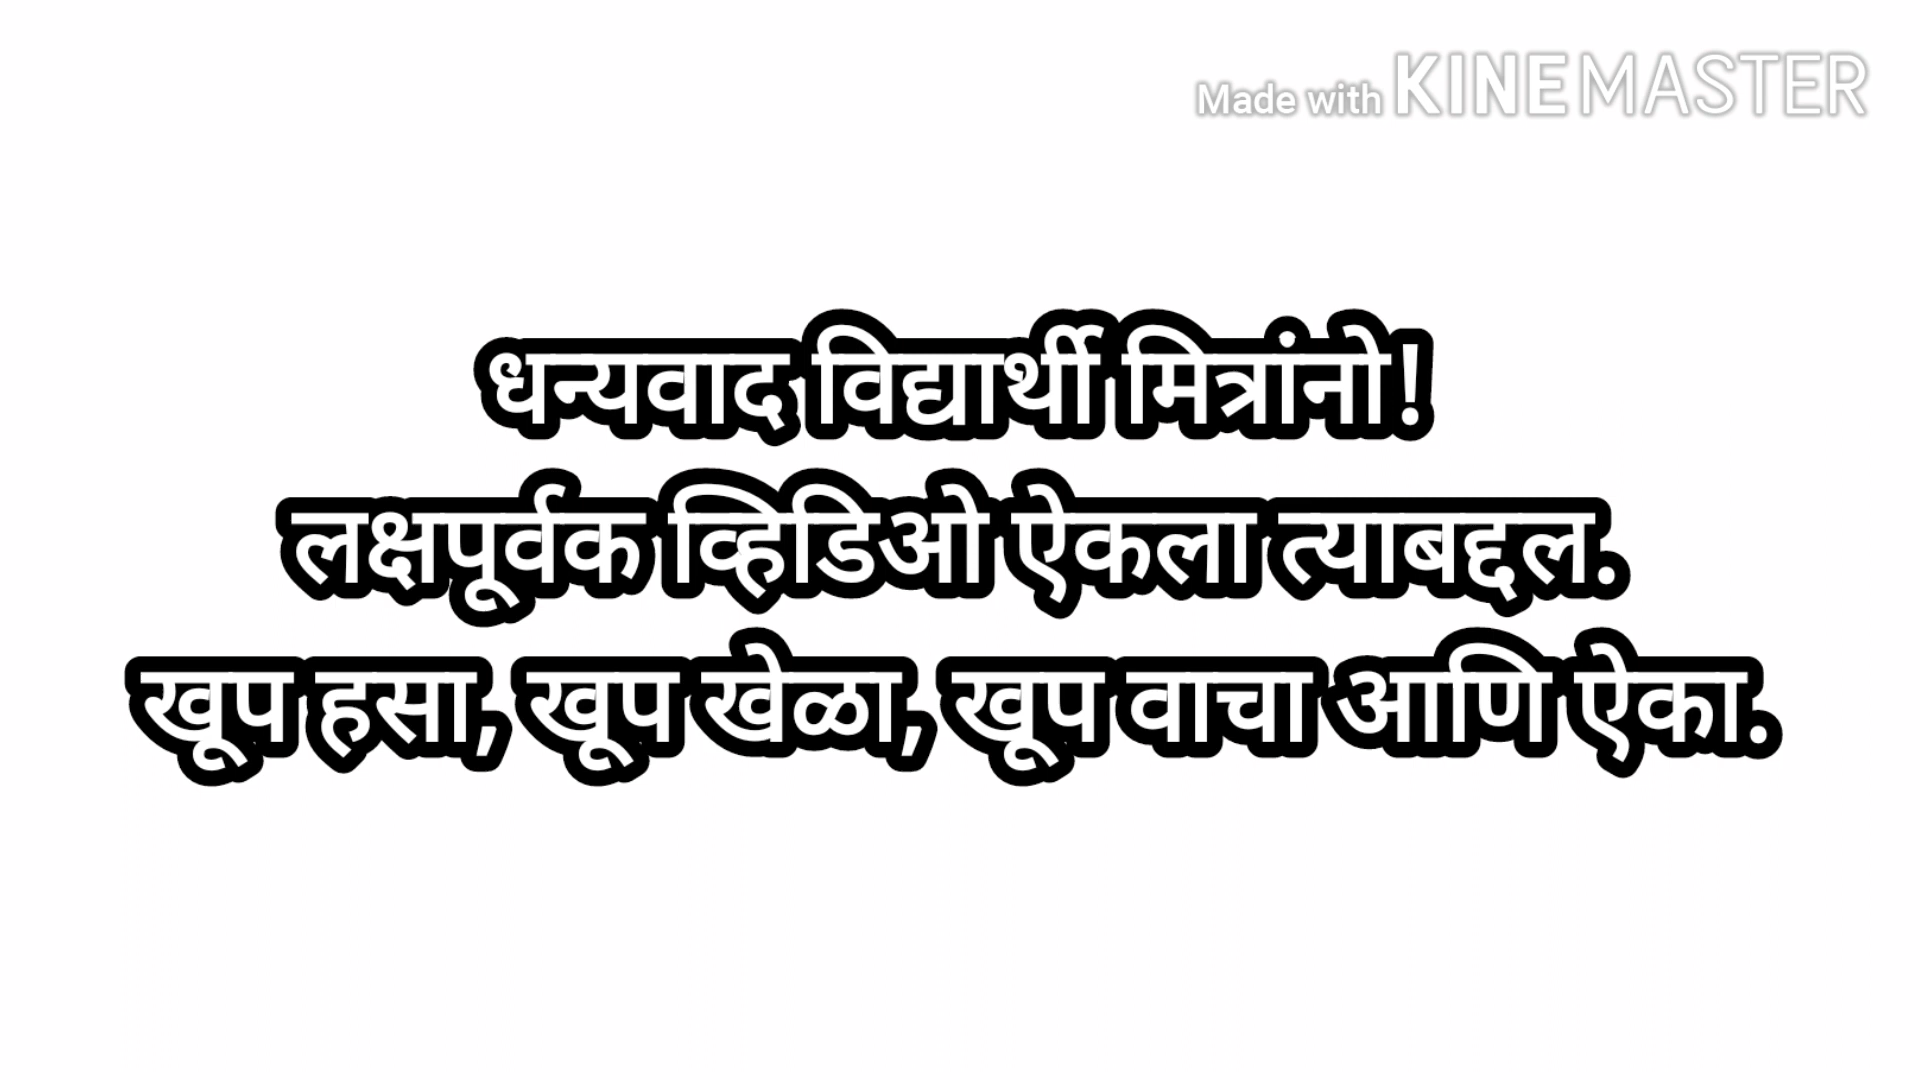 Made with KINEMASTER
धन्यवाद विद्यार्थी मित्रांनो!
लक्षपूर्वक व्हिडिओ ऐकला त्याबद्दल.
खूप हसा, खूप खेळा, खूप वाचा आणि ऐका.